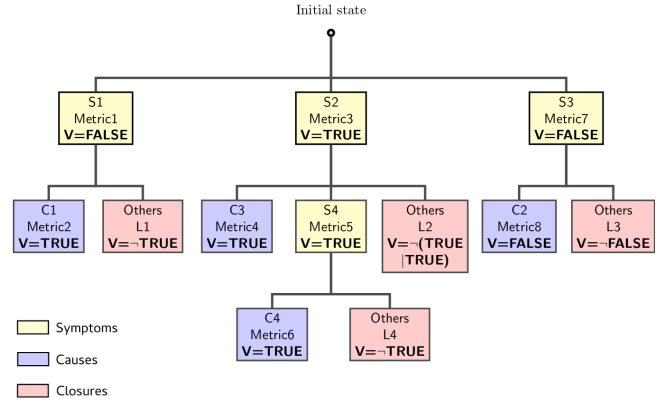 Initial state
S1
Metric1
V=FALSE
S2
Metric3
V=TRUE
S3
Metric7
V=FALSE
C1
Metric2
V=TRUE
Others
L1
V=¬TRUE
C3
Metric4
V=TRUE
S4
Metric5
V=TRUE
Others
L2
V=¬(TRUE
|TRUE)
C2
Metric8
V=FALSE
Others
L3
V=¬FALSE
C4
Metric6
V=TRUE
Others
L4
V=¬TRUE
Symptoms
Causes
Closures